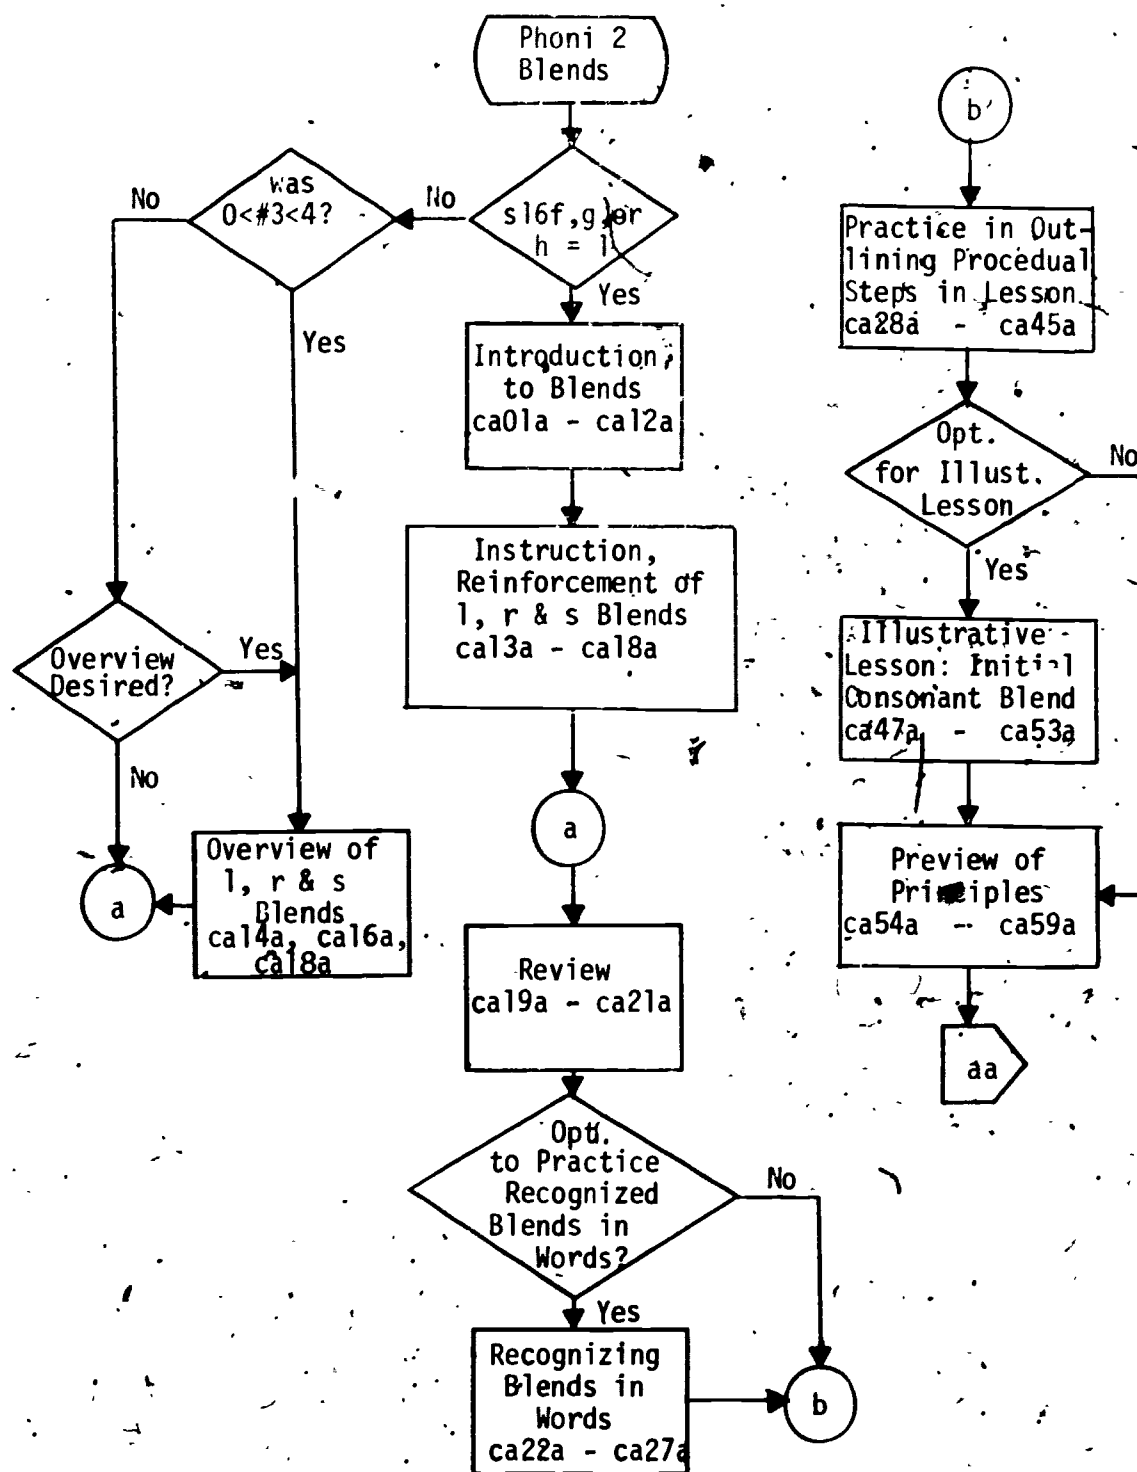 Phoni 2
Blends
was
0<#3<4?
No
Yes
s16f,g,or
h = 1
No
Yes
Introduction
to Blends
ca01a - ca12a
Instruction,
Reinforcement of
l, r & s Blends
ca13a - ca18a
Overview
Desired?
Yes
No
a
Overview of
l, r & s
Blends
ca14a, ca16a,
ca18a
a
Review
ca19a - ca21a
Opt.
to Practice
Recognized
Blends in
Words?
No
Yes
Recognizing
Blends in
Words
ca22a - ca27a
b
b
Practice in Out-
lining Procedual
Steps in Lesson
ca28a - ca45a
Opt.
for Illust.
Lesson
No
Yes
Illustrative
Lesson: Initial
Consonant Blend
ca47a - ca53a
Preview of
Principles
ca54a - ca59a
aa